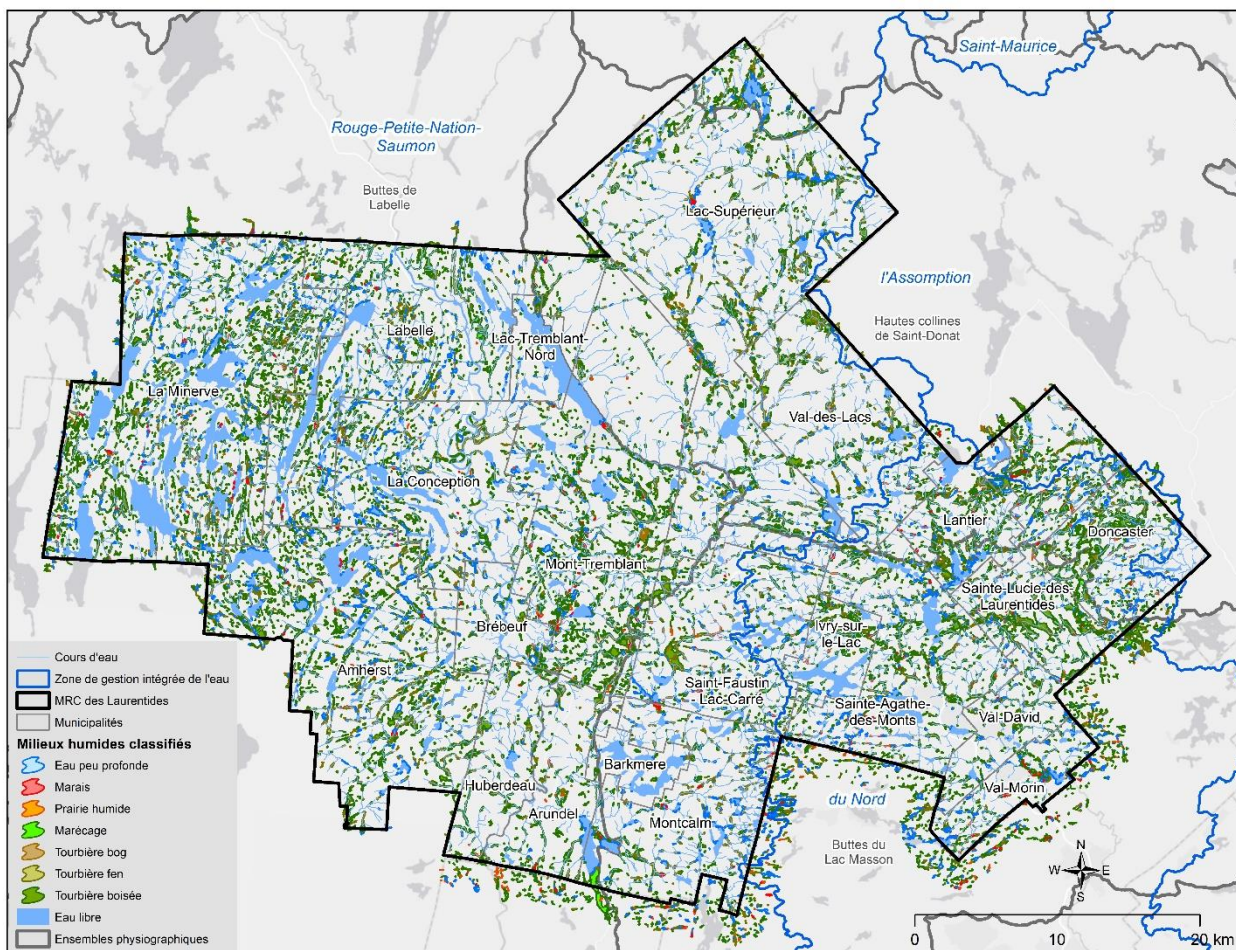 Saint-Maurice
Rouge-Petite-Nation-
Saumon
Buttes de
Labelle
Lac-Supérieur
l'Assomption
Hautes collines
de Saint-Donat
Labelle
Lac-Tremblant-
Nord
La Minerve
Val-des-Lacs
La Conception
Lantier
Doncaster
Mont-Tremblant
Sainte-Lucie-des-
Laurentides
Brébeuf
Ivry-sur-
le-Lac
Amherst
Saint-Faustin
Lac-Carré
Sainte-Agathe-
des-Monts
Val-David
Barkmere
Huberdeau
Val-Morin
Arundel
Montcalm
du Nord
Buttes du
Lac Masson
Cours d'eau
Zone de gestion intégrée de l'eau
MRC des Laurentides
Municipalités
Milieux humides classifiés
Eau peu profonde
Marais
Prairie humide
Marécage
Tourbière bog
Tourbière fen
Tourbière boisée
Eau libre
Ensembles physiographiques
N
W E
S
0 10 20 km